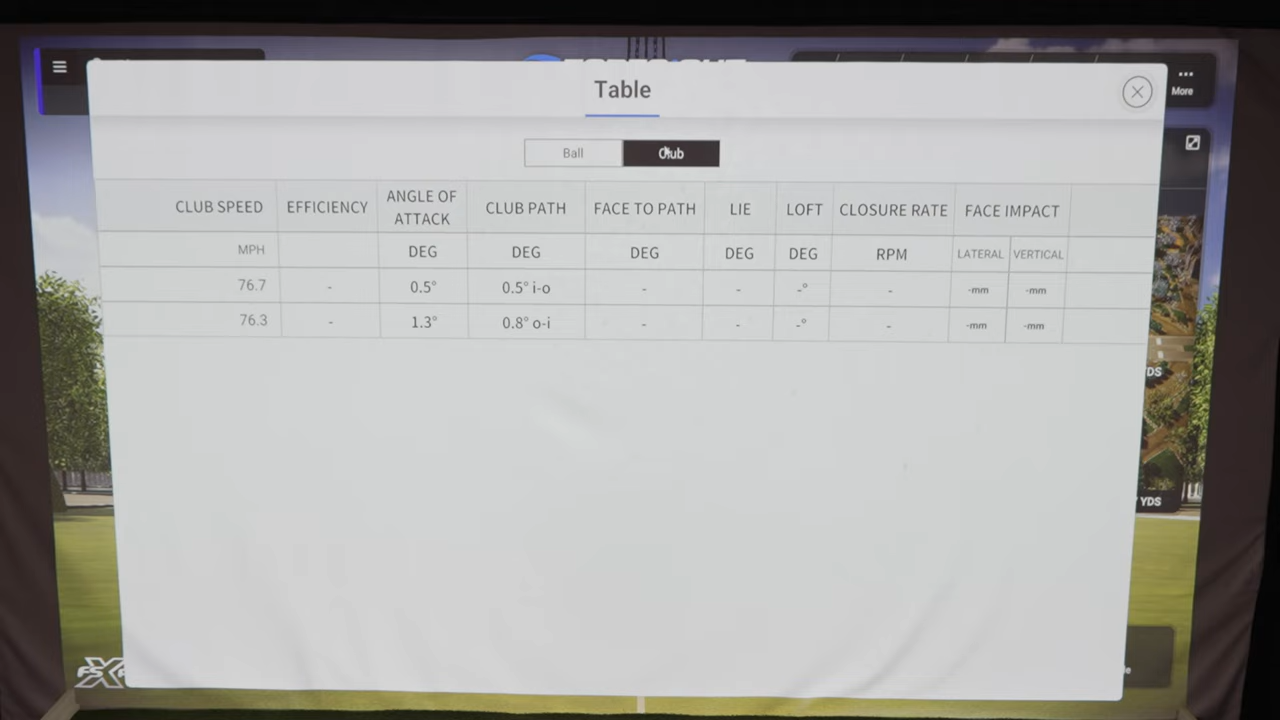 Table
More
Ball Club
CLUB SPEED EFFICIENCY ANGLE OF ATTACK CLUB PATH FACE TO PATH LIE LOFT CLOSURE RATE FACE IMPACT
MPH DEG DEG DEG DEG DEG RPM LATERAL VERTICAL
76.7 - 0.5° 0.5° i-o - - -° - -mm -mm
76.3 - 1.3° 0.8° o-i - - -° - -mm -mm
YDS
YDS